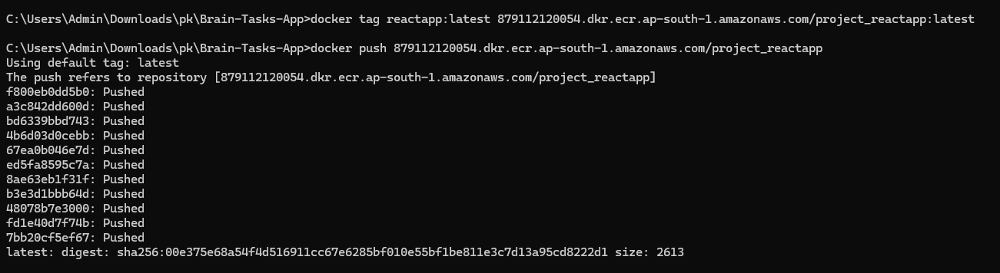 C:\Users\Admin\Downloads\pk\Brain-Tasks-App>docker tag reactapp:latest 879112120054.dkr.ecr.ap-south-1.amazonaws.com/project_reactapp:latest
C:\Users\Admin\Downloads\pk\Brain-Tasks-App>docker push 879112120054.dkr.ecr.ap-south-1.amazonaws.com/project_reactapp
Using default tag: latest
The push refers to repository [879112120054.dkr.ecr.ap-south-1.amazonaws.com/project_reactapp]
f800eb0dd5b0: Pushed
a3c842dd600d: Pushed
bd6339bbd743: Pushed
4b6d03d0cebb: Pushed
67ea0b046e7d: Pushed
ed5fa8595c7a: Pushed
8ae63eb1f31f: Pushed
b3e3d1bbb64d: Pushed
48078b7e3000: Pushed
fd1e40d7f74b: Pushed
7bb20cf5ef67: Pushed
latest: digest: sha256:00e375e68a54f4d516911cc67e6285bf010e55bf1be811e3c7d13a95cd8222d1 size: 2613